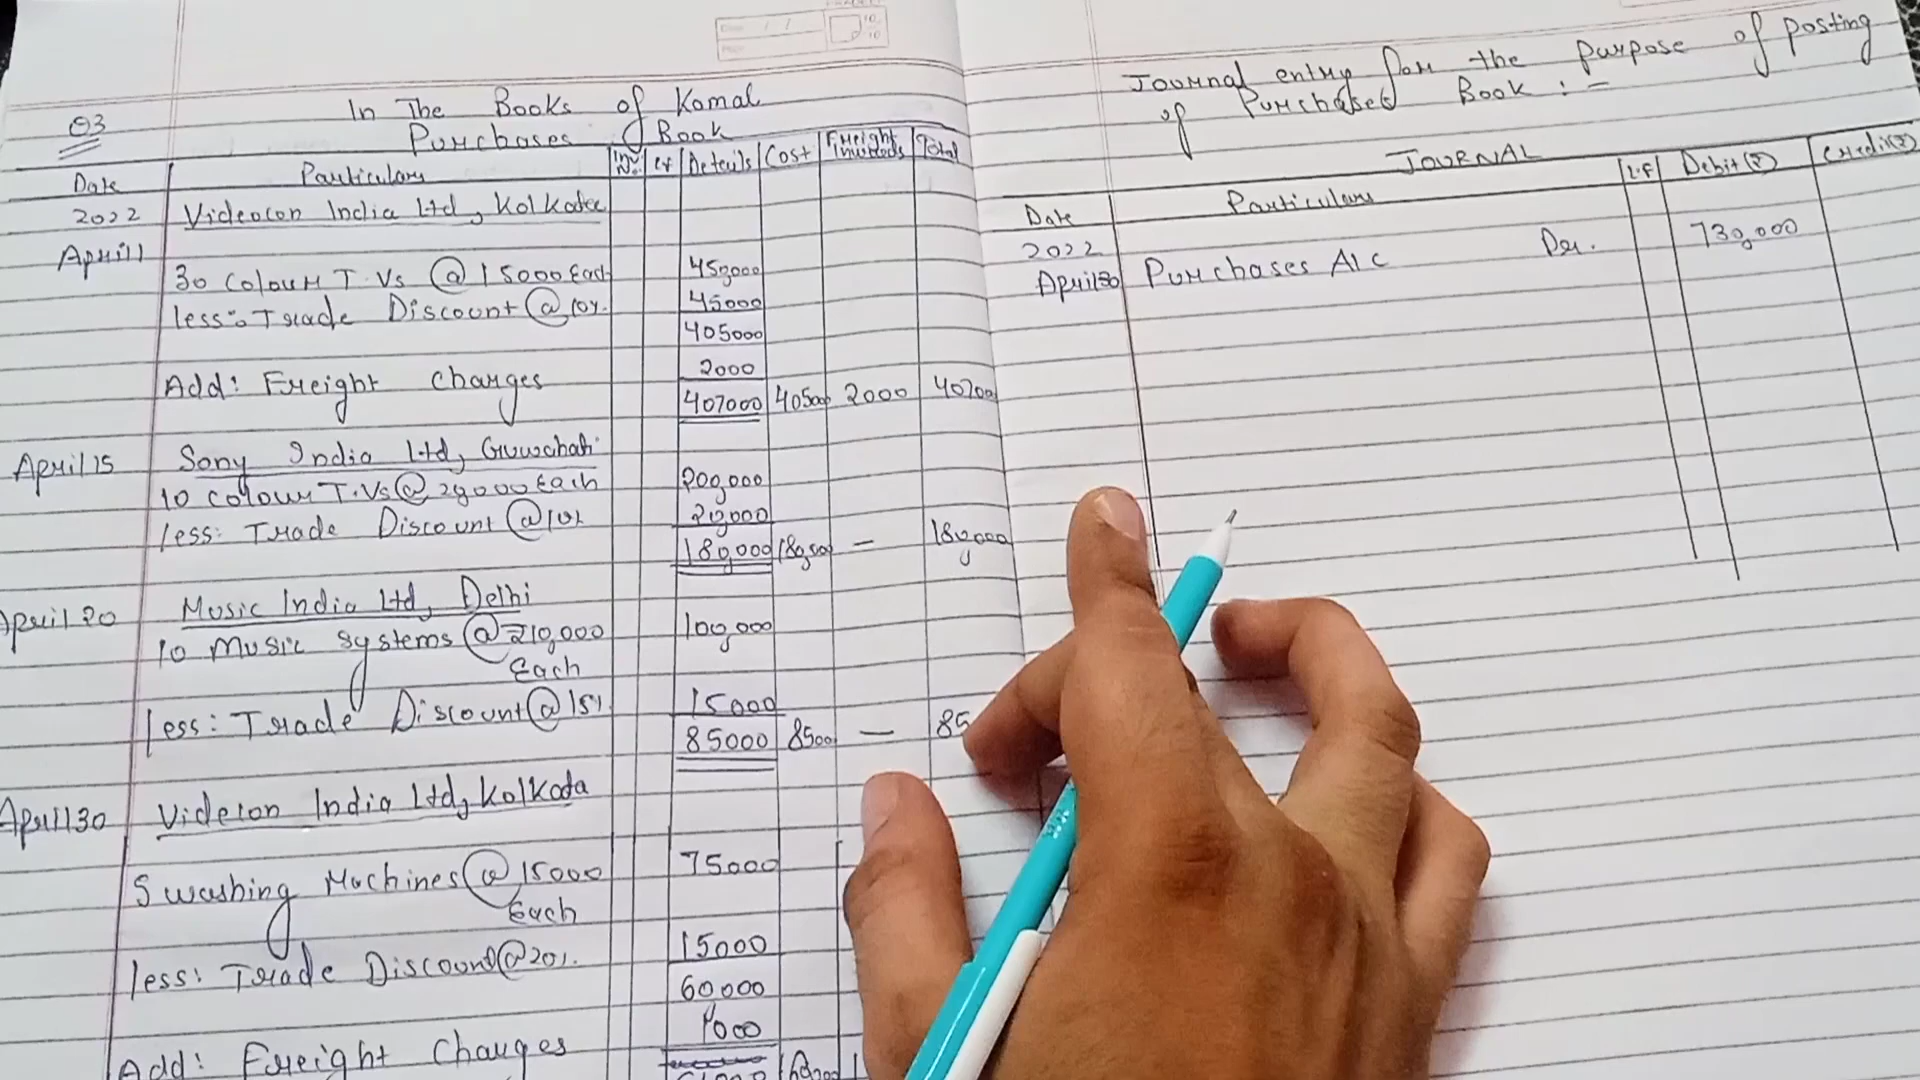 In The Books of Komal
Q3
Purchases Book
Date Particulars Inv No. L.F Details Cost Freight Inwards Total
2022 Videocon India Ltd, Kolkata
April 1
30 Colour T.Vs @ 15000 Each 450,000
less: Trade Discount @ 10%. 45000
405000
Add: Freight Charges 2000
407000 405000 2000 407000
April 15 Sony India Ltd, Guwahati
10 Colour T.Vs @ 20000 Each 200,000
less: Trade Discount @ 10% 20,000
180,000 180,000 — 180,000
April 20 Music India Ltd, Delhi
10 Music Systems @ ₹10,000 100,000
Each
less: Trade Discount @ 15% 15000
85000 8500 — 85
April 30 Videcon India Ltd, Kolkata
5 Washing Machines @ 15000 75000
Each
less: Trade Discound @ 20%. 15000
60000
Add: Freight Charges 1000
Journal entry for the purpose of posting
of Purchases Book : -
JOURNAL
Date Particulars L.F Debit(₹) Credit(₹)
2022
April 30 Purchases A/c Dr. 730,000